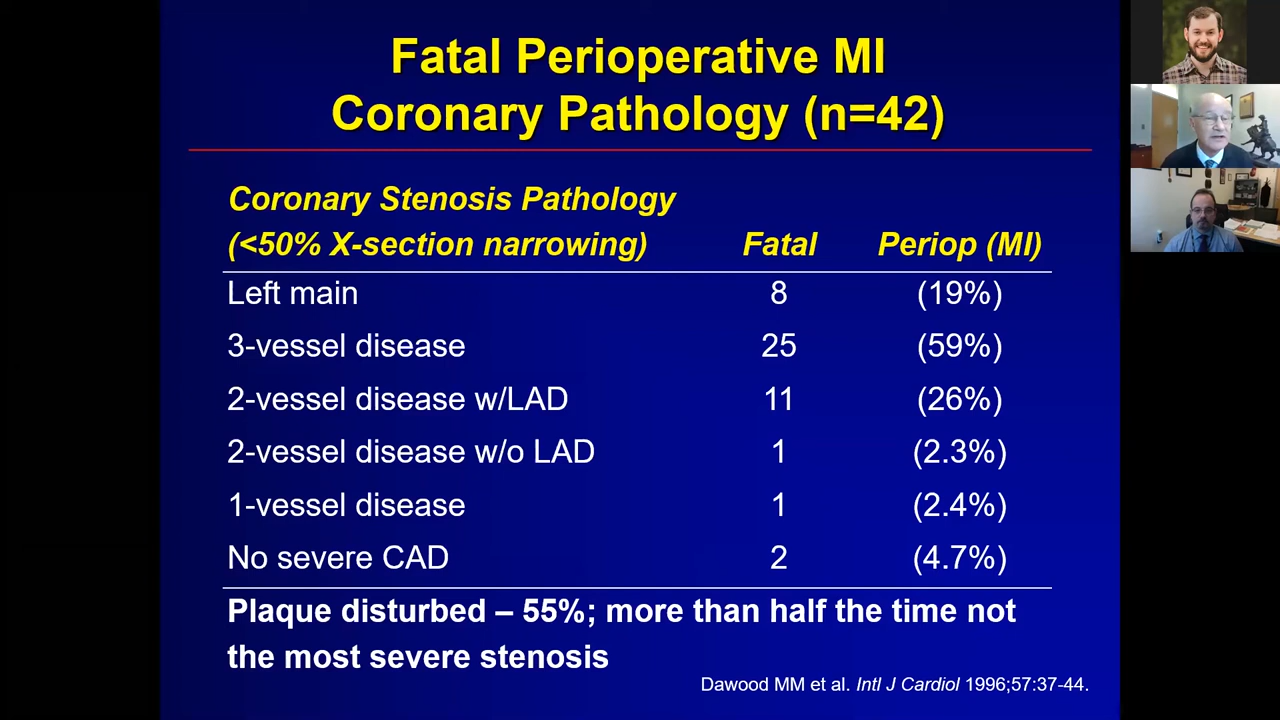 Fatal Perioperative MI
Coronary Pathology (n=42)
Coronary Stenosis Pathology
(<50% X-section narrowing) Fatal Periop (MI)
Left main 8 (19%)
3-vessel disease 25 (59%)
2-vessel disease w/LAD 11 (26%)
2-vessel disease w/o LAD 1 (2.3%)
1-vessel disease 1 (2.4%)
No severe CAD 2 (4.7%)
Plaque disturbed – 55%; more than half the time not
the most severe stenosis
Dawood MM et al. Intl J Cardiol 1996;57:37-44.